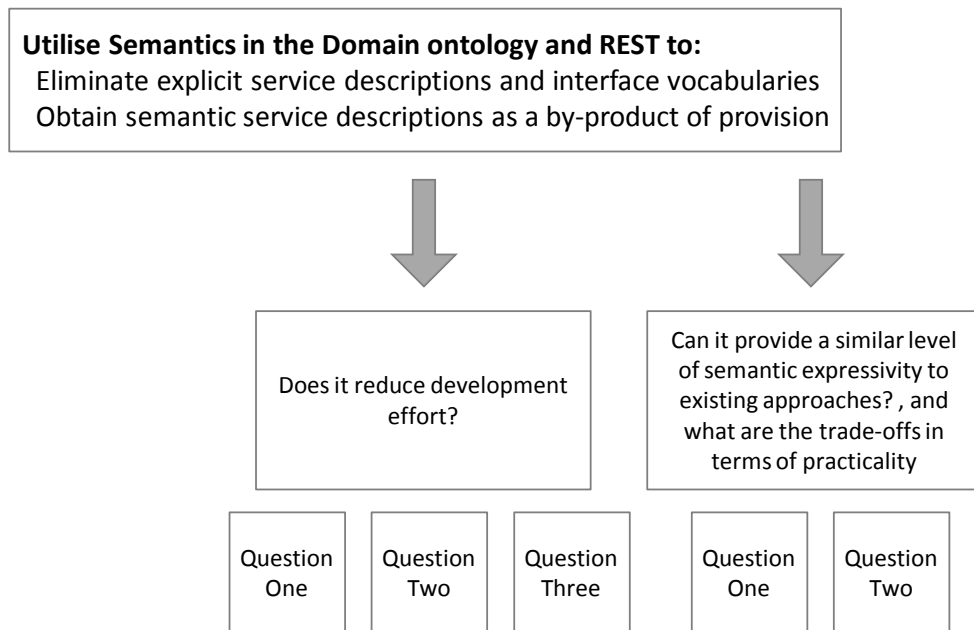 Utilise Semantics in the Domain ontology and REST to:
Eliminate explicit service descriptions and interface vocabularies
Obtain semantic service descriptions as a by-product of provision
Does it reduce development
effort?
Can it provide a similar level
of semantic expressivity to
existing approaches? , and
what are the trade-offs in
terms of practicality
Question
One
Question
Two
Question
Three
Question
One
Question
Two